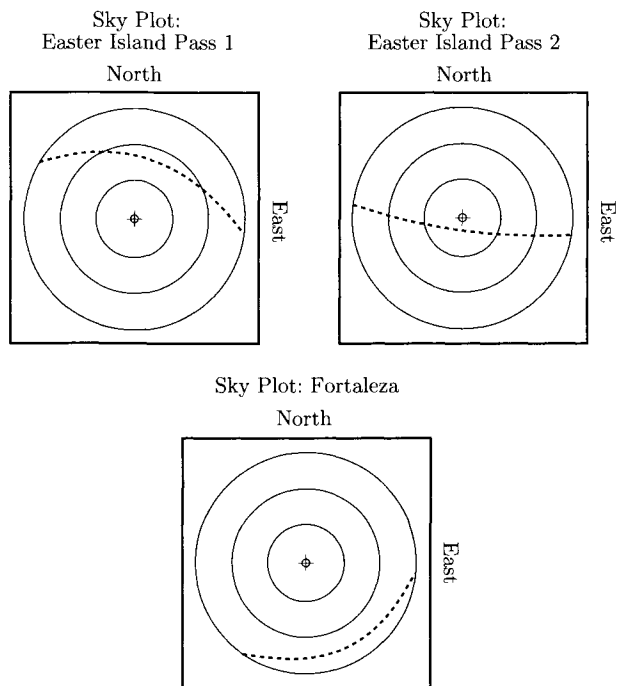 Sky Plot:
Easter Island Pass 1
North
East
Sky Plot:
Easter Island Pass 2
North
East
Sky Plot: Fortaleza
North
East